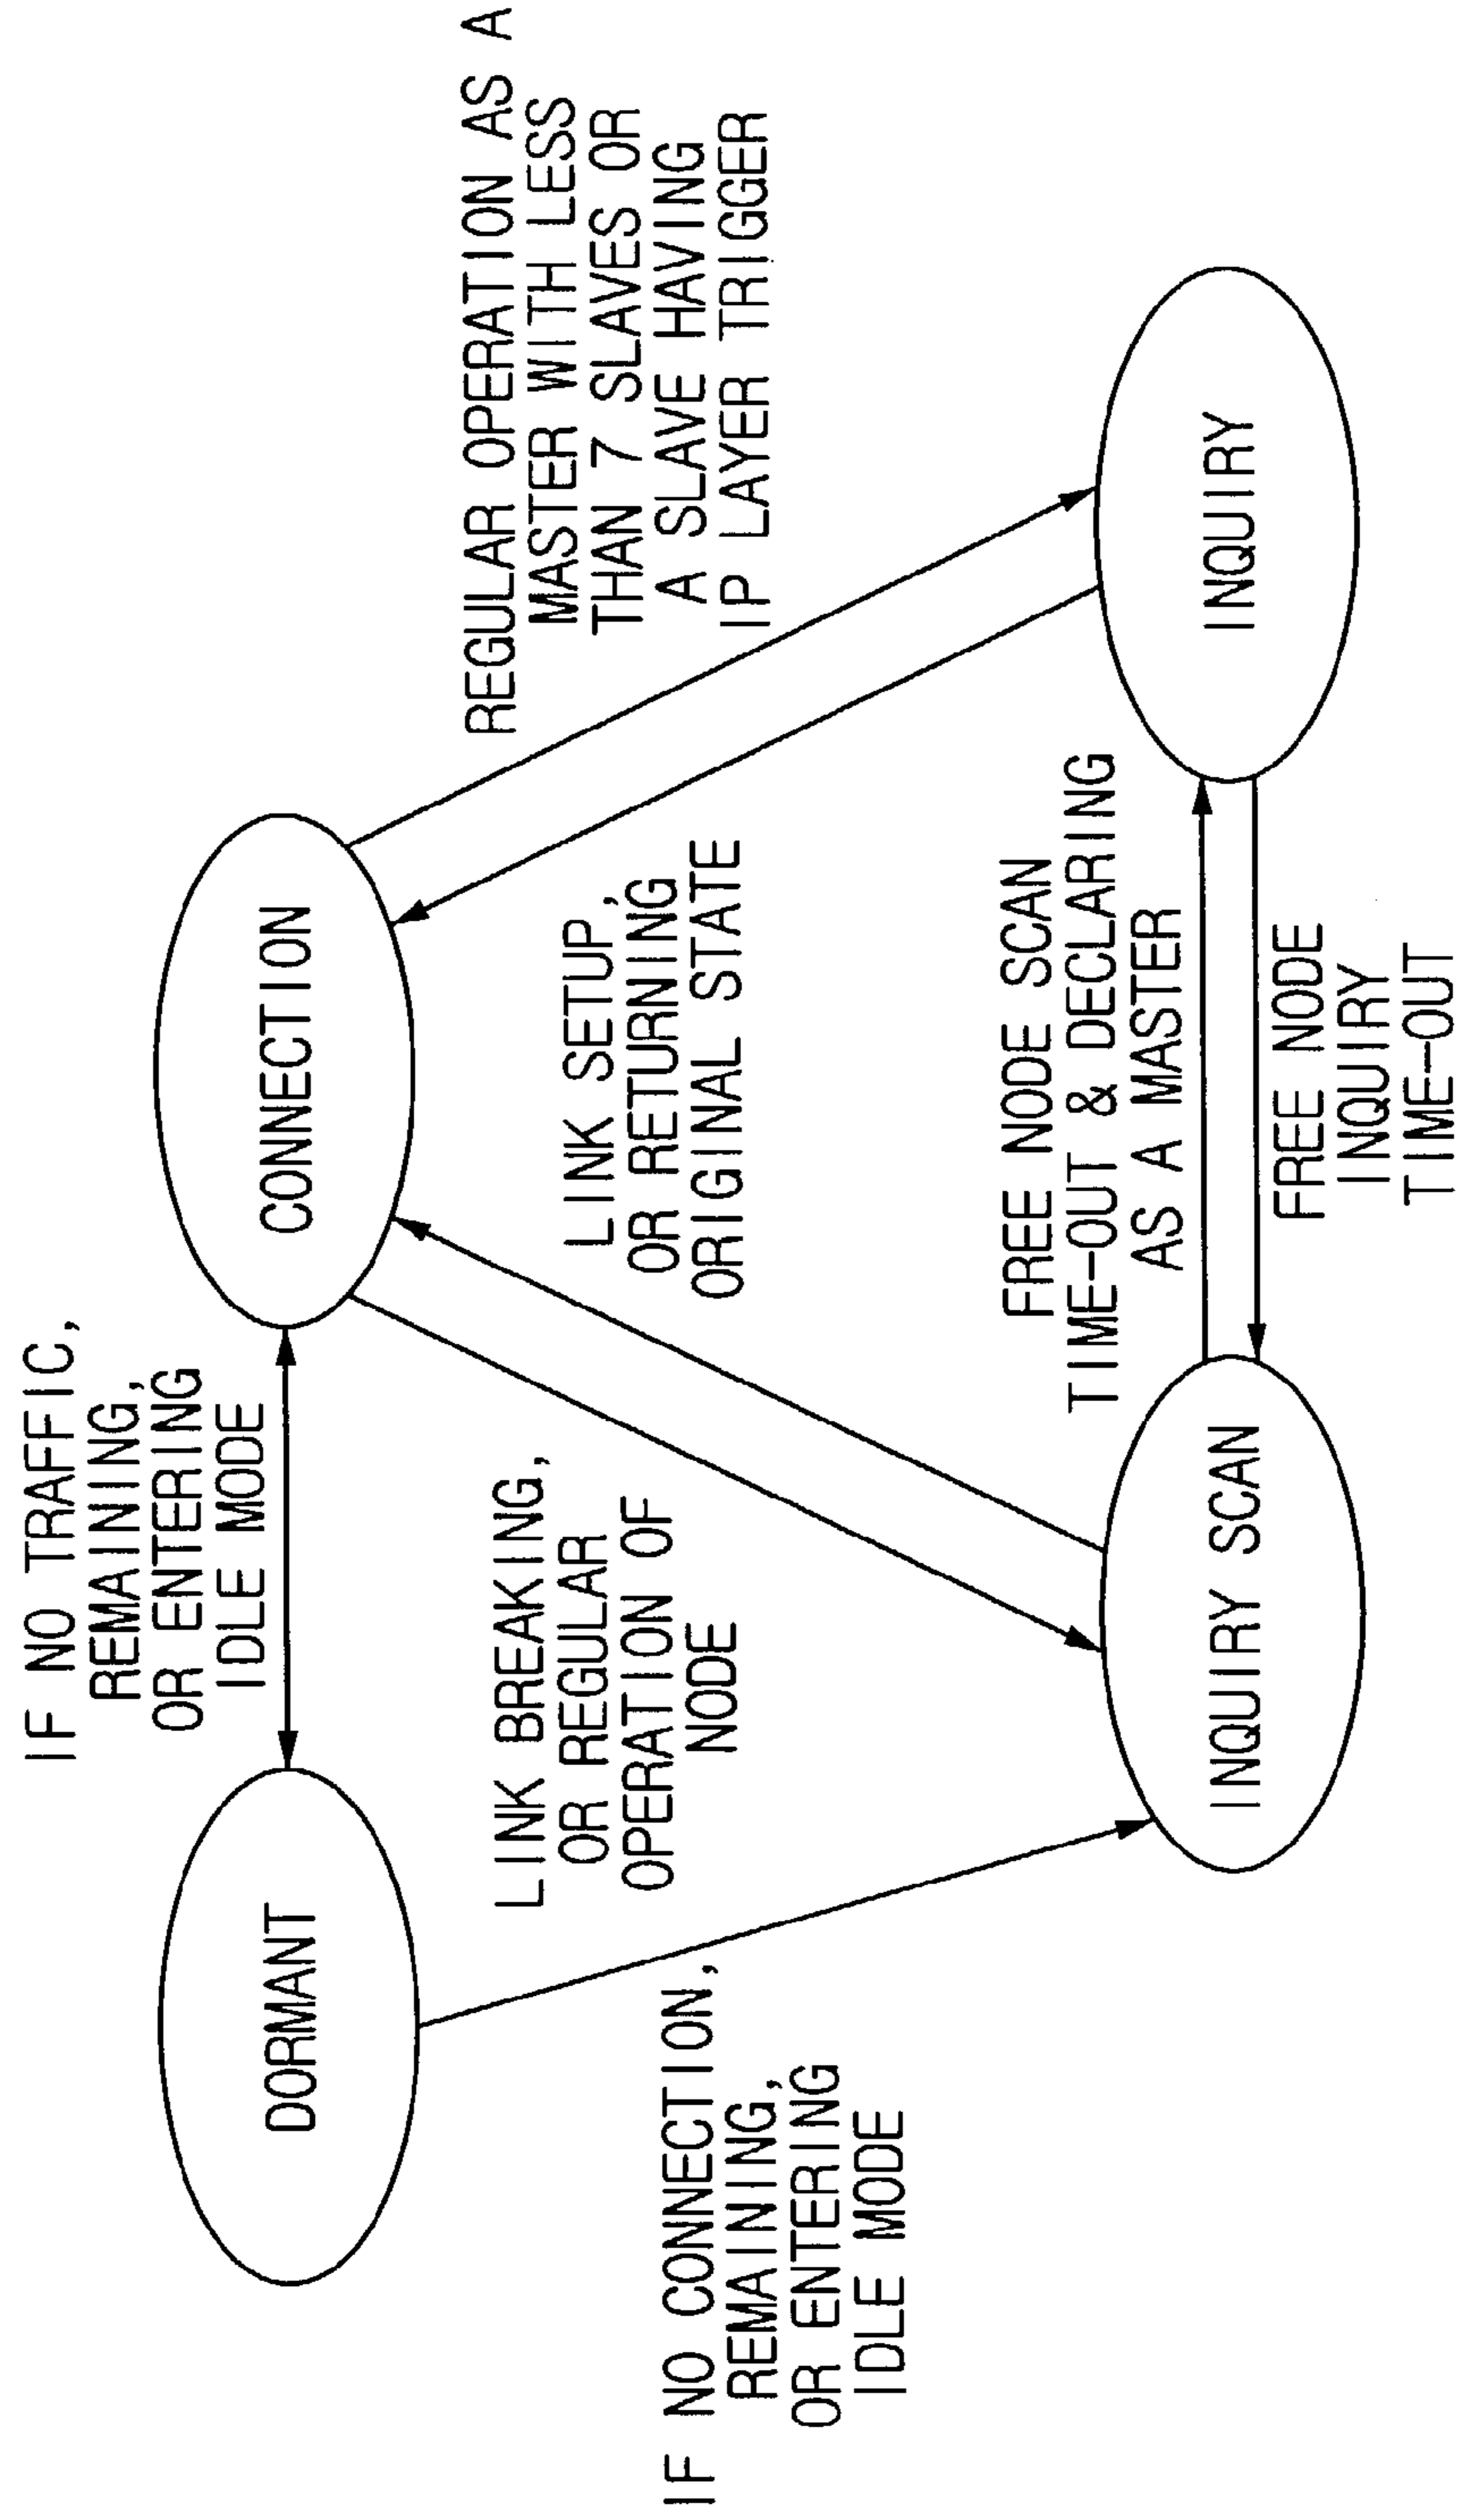 IF NO TRAFFIC,
REMAINING,
OR ENTERING
IDLE MODE
DORMANT
CONNECTION
REGULAR OPERATION AS A
MASTER WITH LESS
THAN 7 SLAVES OR
A SLAVE HAVING
IP LAYER TRIGGER
LINK BREAKING,
OR REGULAR
OPERATION OF
NODE
LINK SETUP,
OR RETURNING
ORIGINAL STATE
IF NO CONNECTION,
REMAINING,
OR ENTERING
IDLE MODE
FREE NODE SCAN
TIME-OUT & DECLARING
AS A MASTER
INQUIRY SCAN
INQUIRY
FREE NODE
INQUIRY
TIME-OUT